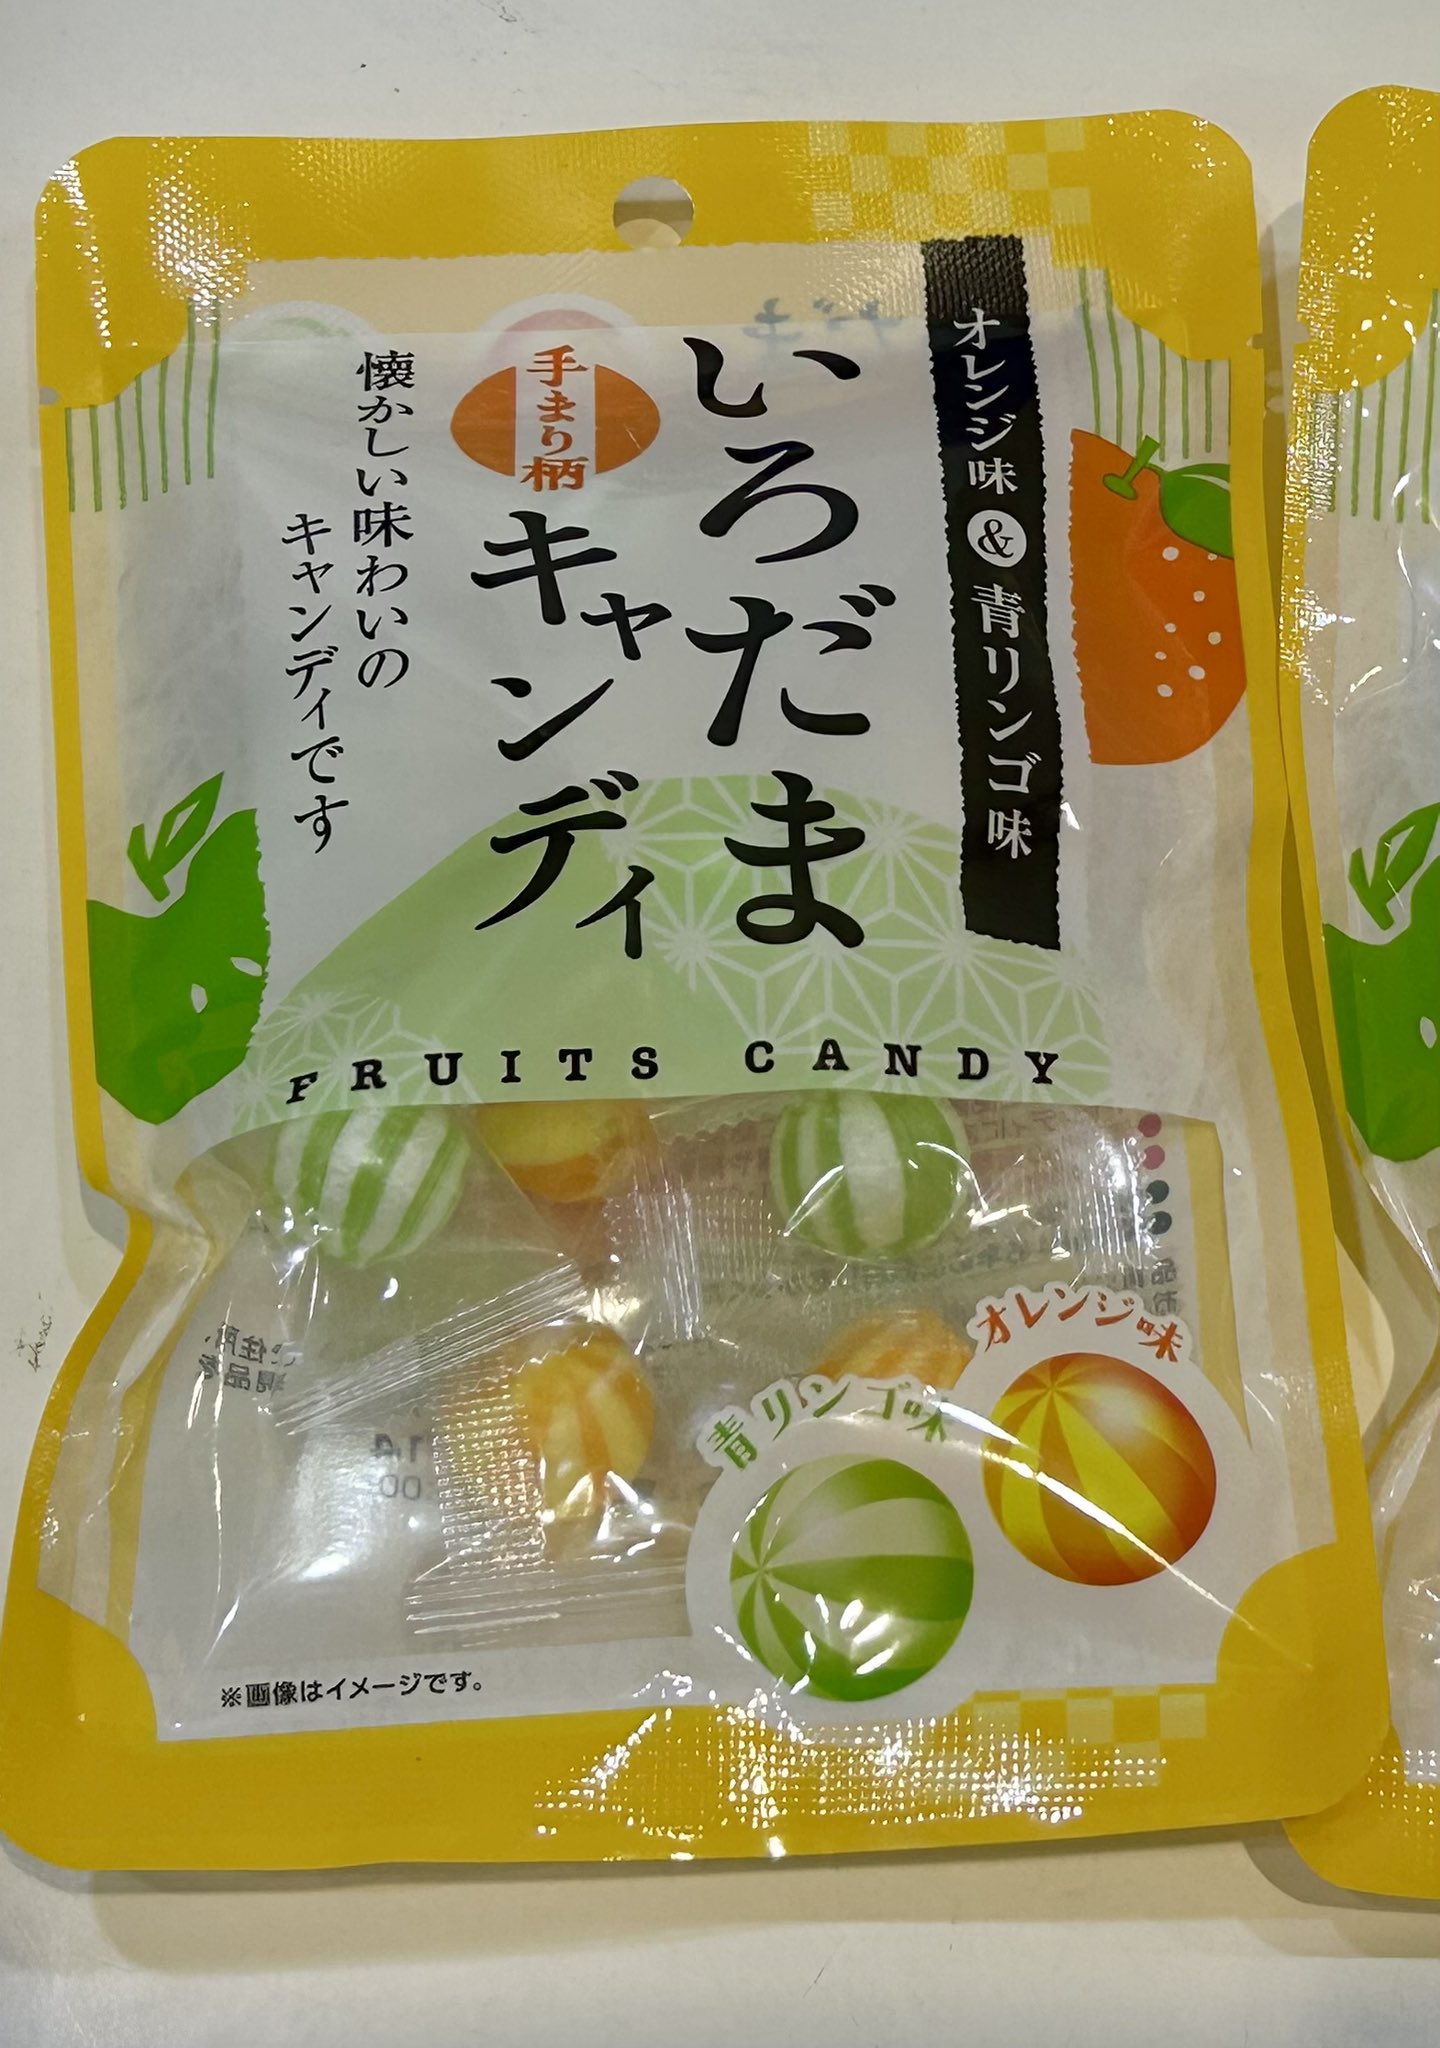 オレンジ味&青リンゴ味
いろだま
手まり柄
キャンディ
懐かしい味わいの
キャンディです
FRUITS CANDY
オレンジ味
青リンゴ味
※画像はイメージです。